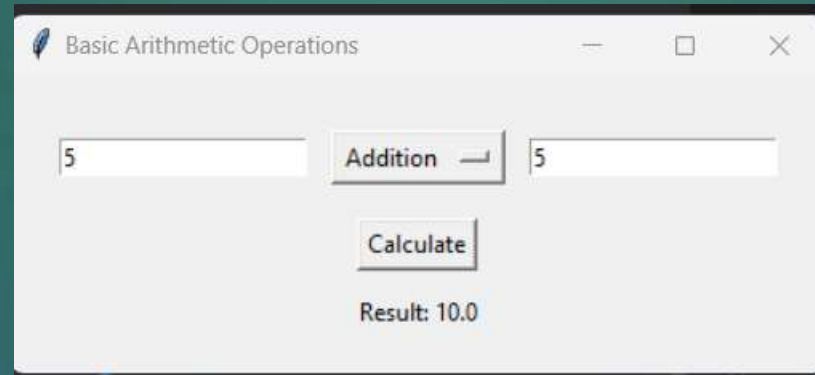 Basic Arithmetic Operations
5 Addition 5
Calculate
Result: 10.0